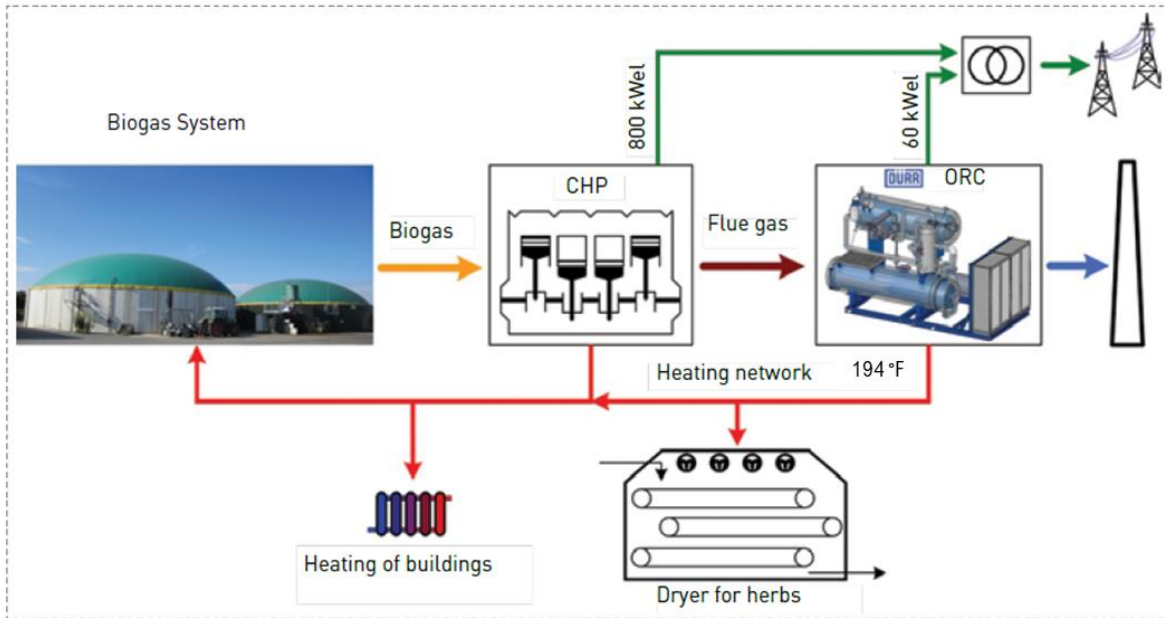 Biogas System
800 kWel
60 kWel
CHP
DÜRR
ORC
Biogas
Flue gas
Heating network
194 °F
Heating of buildings
Dryer for herbs